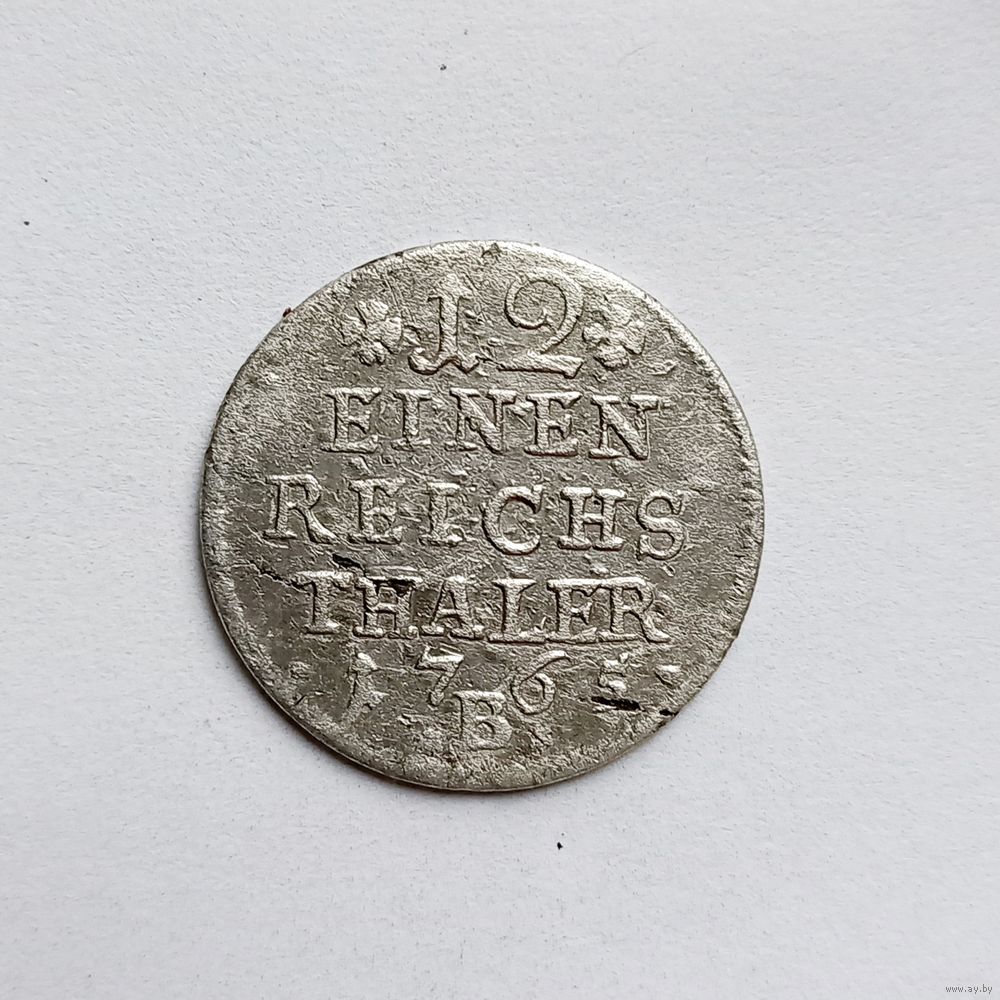 12
EINEN
REICHS
THALER
1765
B
www.ay.by